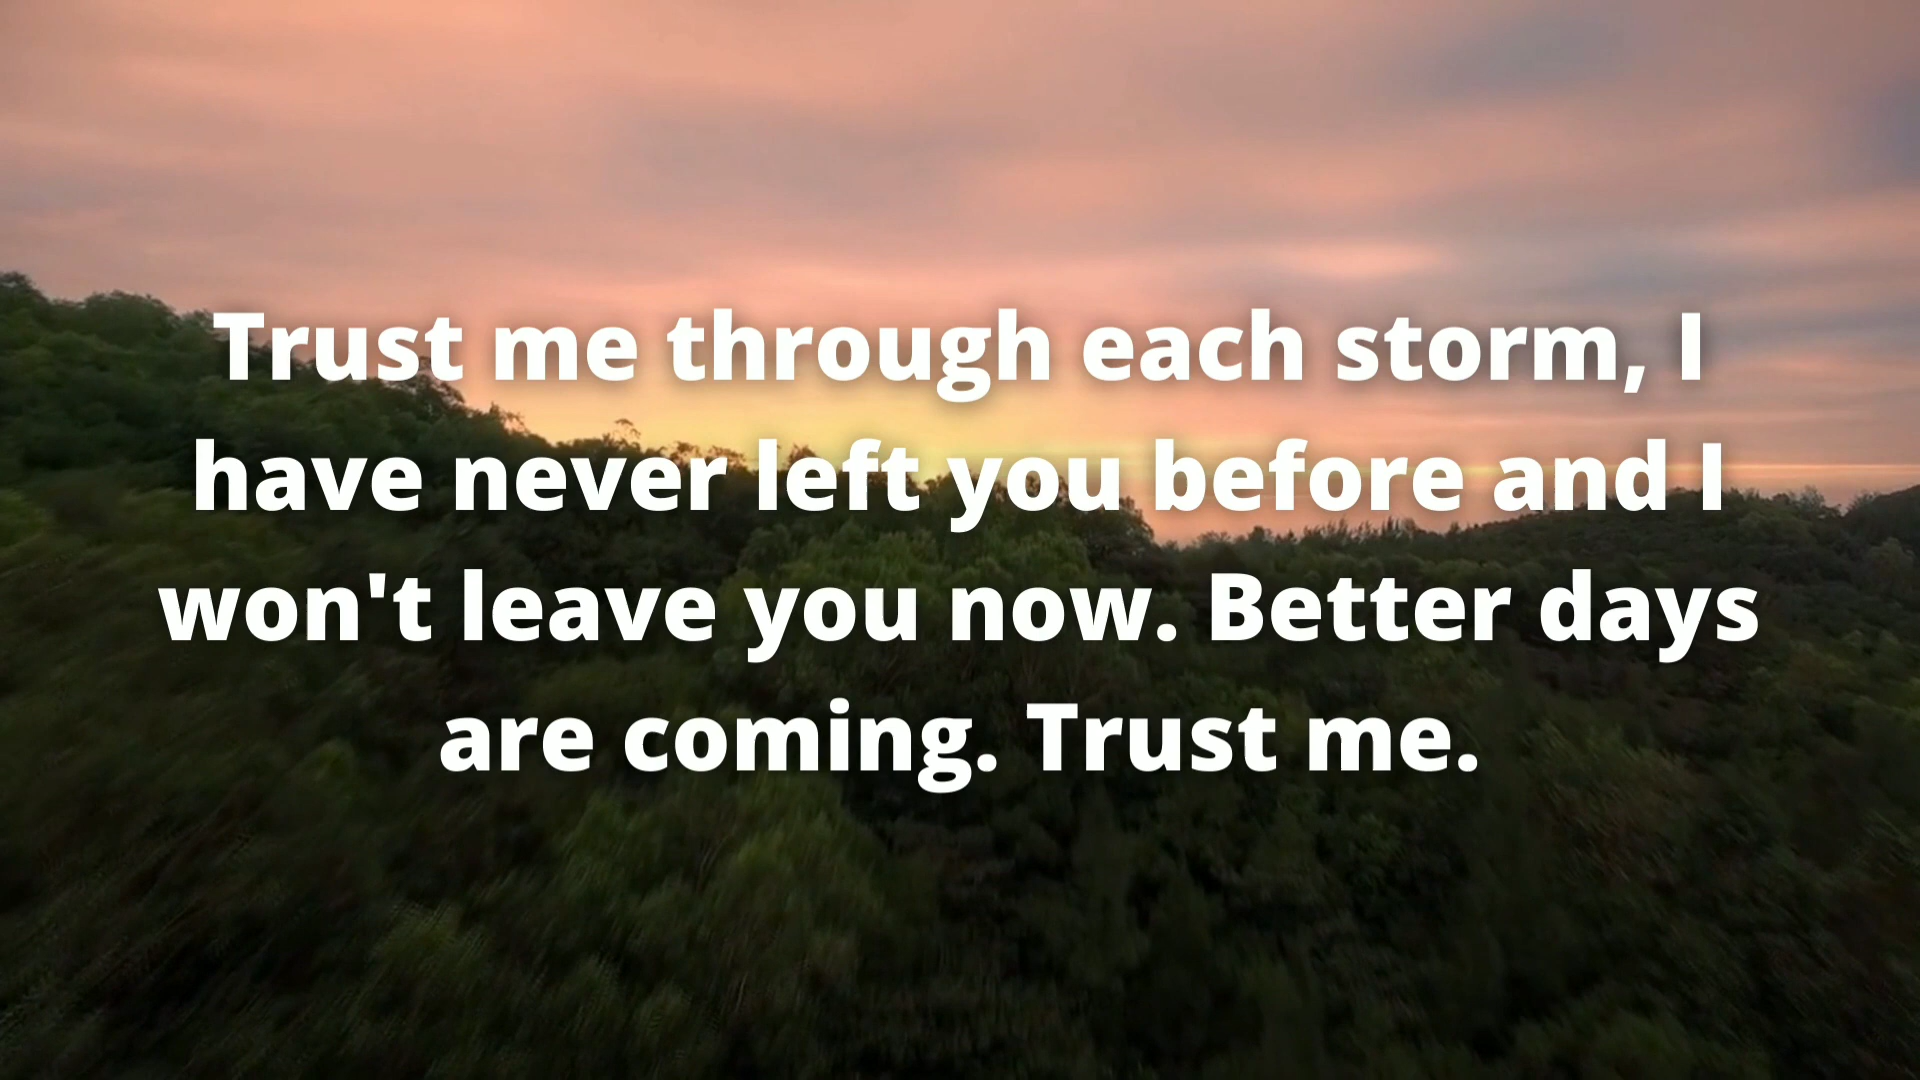 Trust me through each storm, I
have never left you before and I
won't leave you now. Better days
are coming. Trust me.